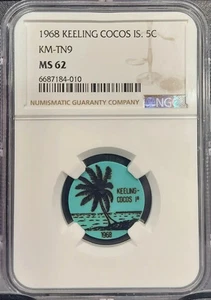 1968 KEELING COCOS IS. 5C
KM-TN9
MS 62
6687184-010
NUMISMATIC GUARANTY COMPANY
NGC
KEELING-
COCOS Is
1968